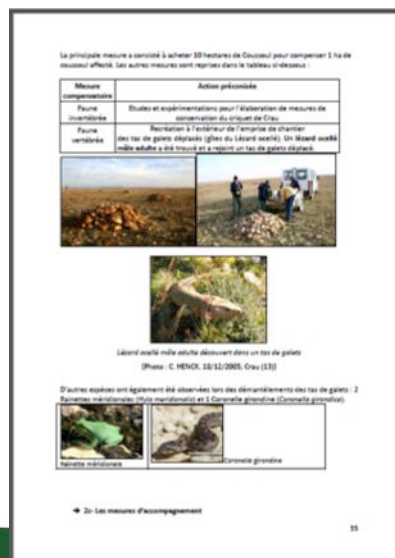 La principale mesure a consisté à acheter 10 hectares de Coussoul pour compenser 1 ha de
coussoul affecté. Les autres mesures sont reprises dans le tableau ci-dessous :
Mesure compensatoire
Action préconisée
Faune invertébrée
Etudes et expérimentations pour l'élaboration de mesures de
conservation du criquet de Crau
Faune vertébrée
Recréation à l'extérieur de l'emprise de chantier
des tas de galets déplacés (gîtes du Lézard ocellé). Un lézard ocellé
mâle adulte a été trouvé et a rejoint un tas de galets déplacé.
Lézard ocellé mâle adulte découvert dans un tas de galets
(Photo : C. HENCK, 10/12/2005, Crau (13))
D'autres espèces ont également été observées lors des démantèlements des tas de galets : 2
Rainettes méridionales (Hyla meridionalis) et 1 Coronelle girondine (Coronella girondica).
Rainette méridionale
Coronelle girondine
➔ 2c- Les mesures d'accompagnement
35